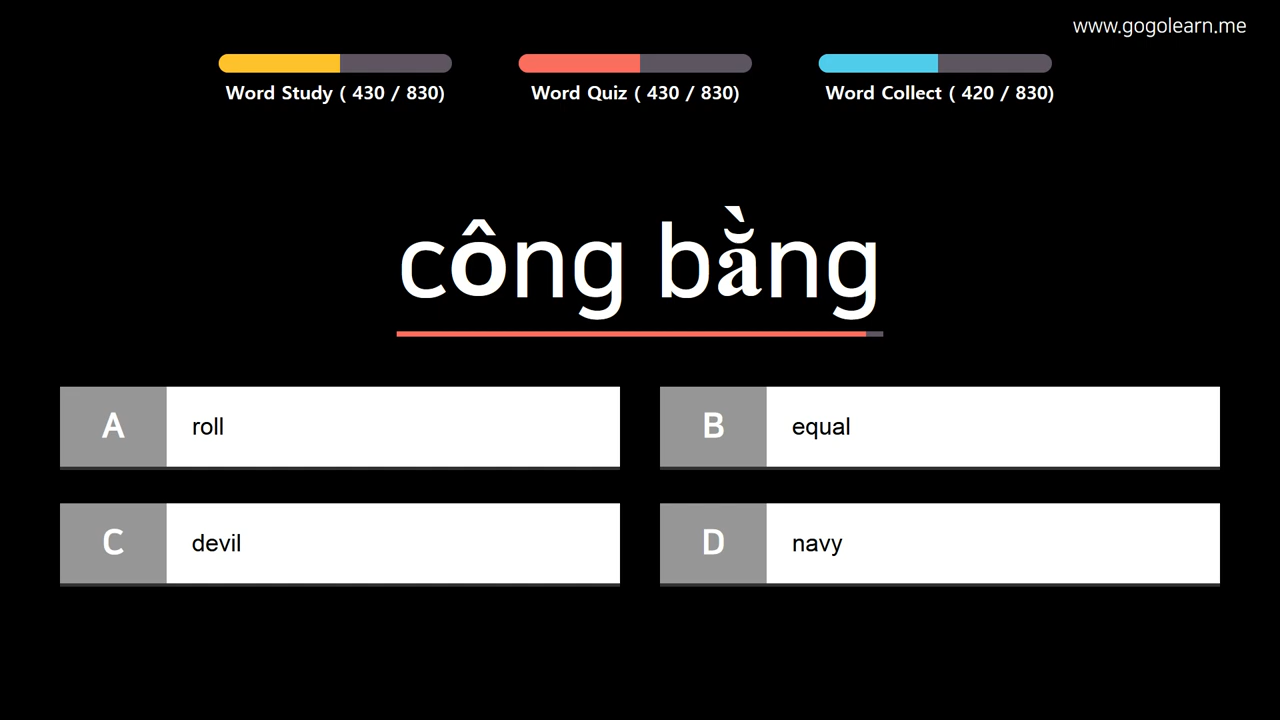 www.gogolearn.me
Word Study ( 430 / 830)
Word Quiz ( 430 / 830)
Word Collect ( 420 / 830)
công bằng
A roll
B equal
C devil
D navy